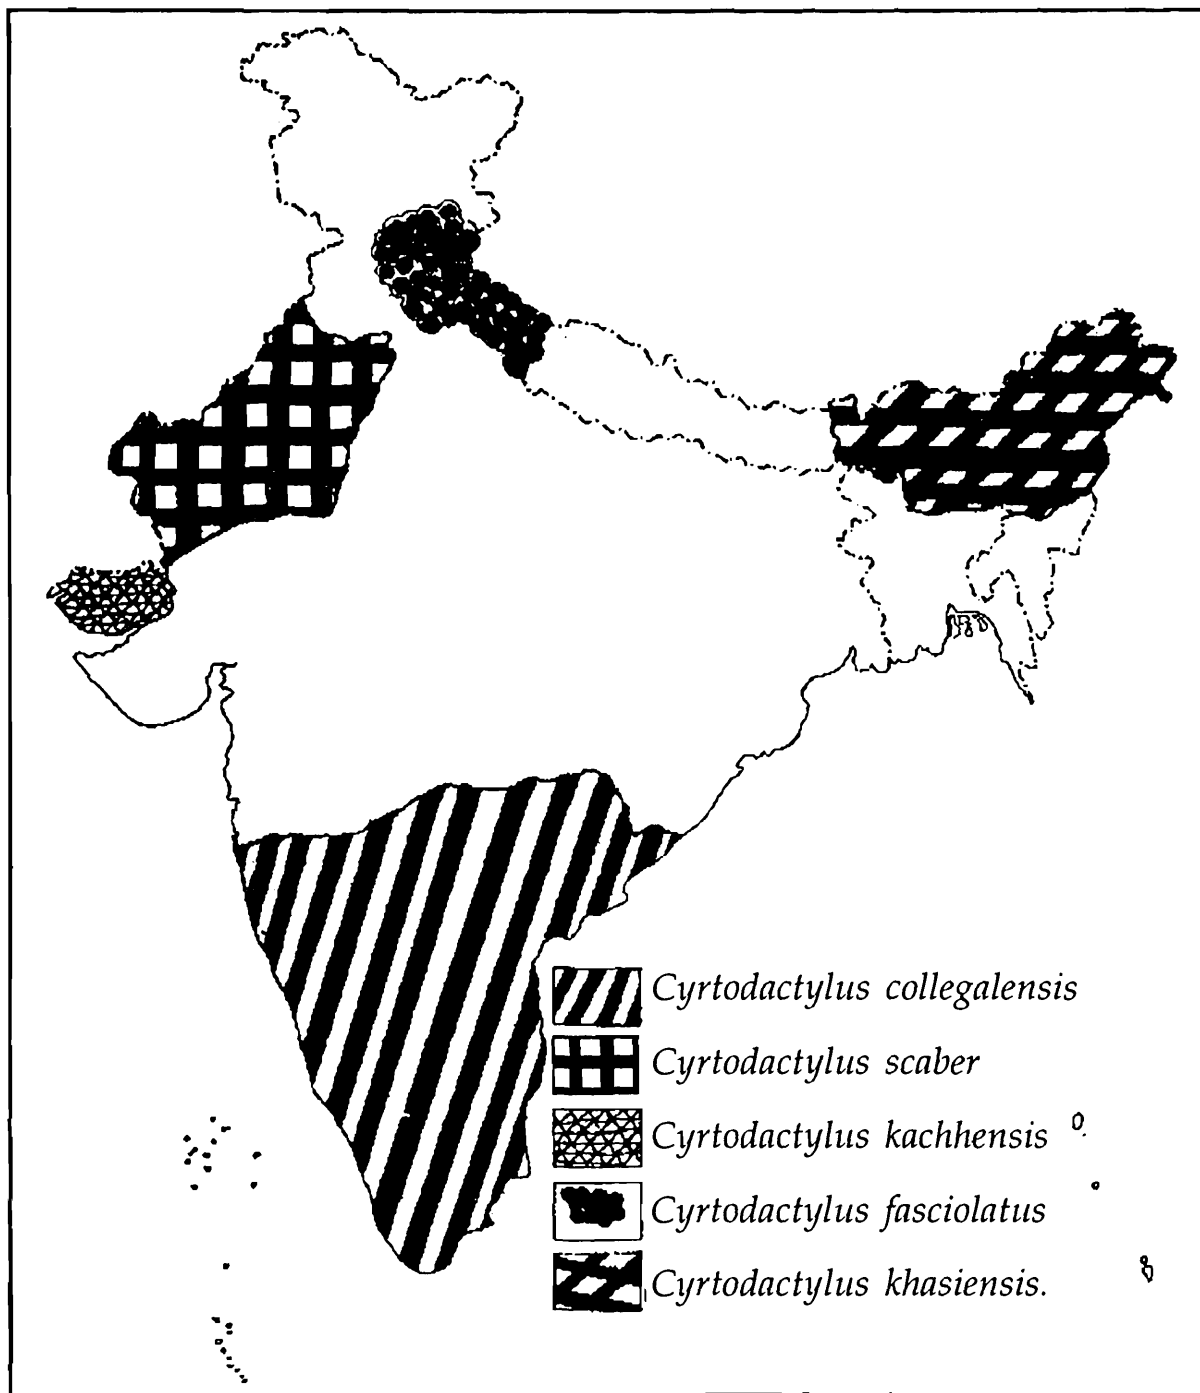 Cyrtodactylus collegalensis
Cyrtodactylus scaber
Cyrtodactylus kachhensis
Cyrtodactylus fasciolatus
Cyrtodactylus khasiensis.